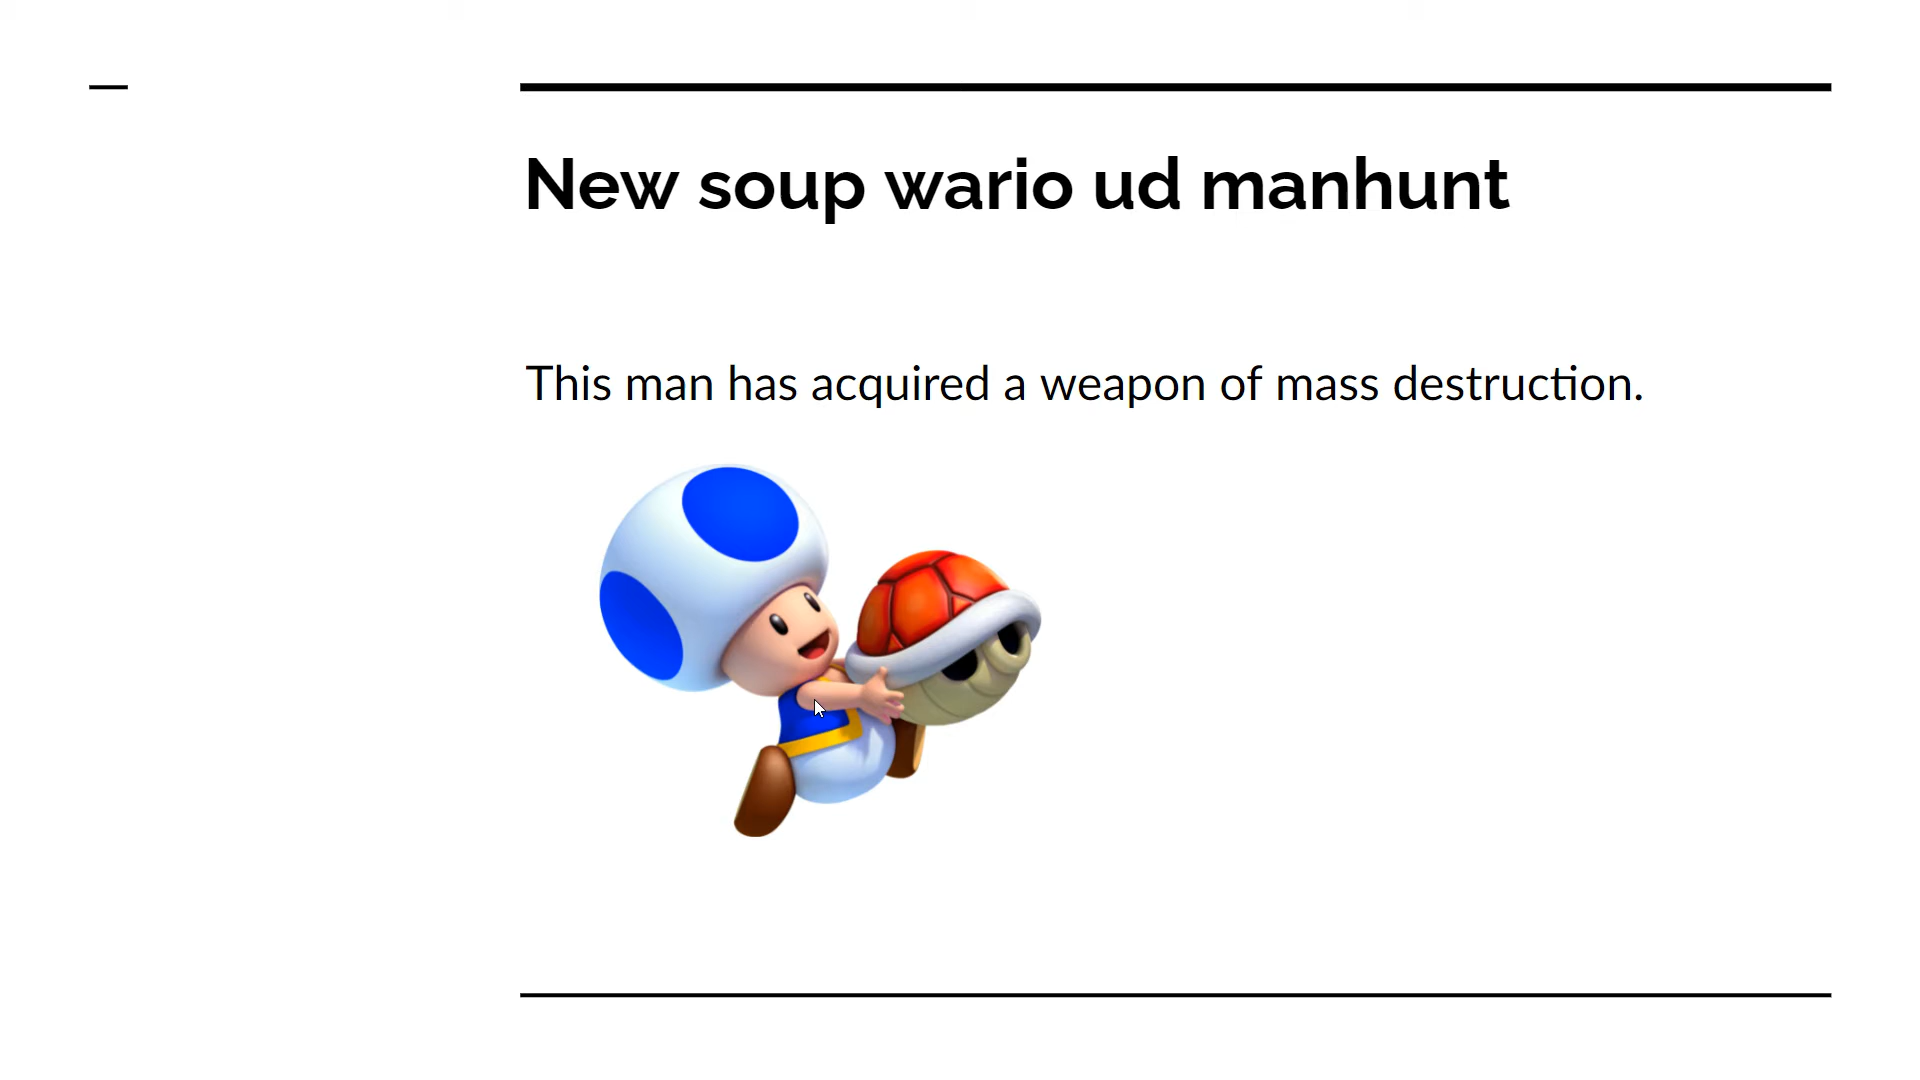 New soup wario ud manhunt
This man has acquired a weapon of mass destruction.